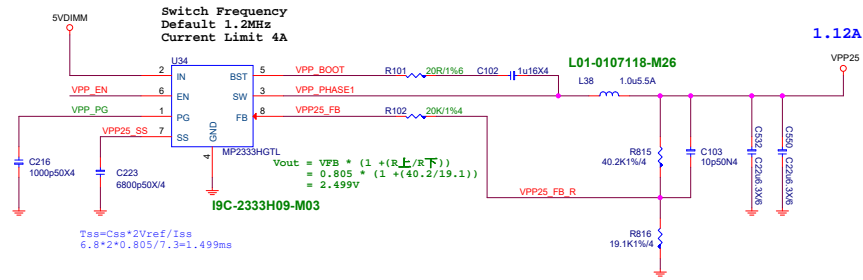 Switch Frequency
Default 1.2MHz
Current Limit 4A
5VDIMM
1.12A
U34
L01-0107118-M26
VPP25
2 IN BST 5 VPP_BOOT R101 20R/1%6 C102 1u16X4
L38 1.0u5.5A
VPP_EN 6 EN SW 3 VPP_PHASE1
VPP_PG 1 PG FB 8 VPP25_FB R102 20K/1%4
VPP25_SS 7 SS GND
4
MP2333HGTL
C216
1000p50X4
C223
6800p50X/4
Vout = VFB * (1 +(R上/R下))
= 0.805 * (1 +(40.2/19.1))
= 2.499V
I9C-2333H09-M03
R815
40.2K1%/4
C103
10p50N4
C532
C22u6.3X/6
C550
C22u6.3X/6
VPP25_FB_R
R816
19.1K1%/4
Tss=Css*2Vref/Iss
6.8*2*0.805/7.3=1.499ms